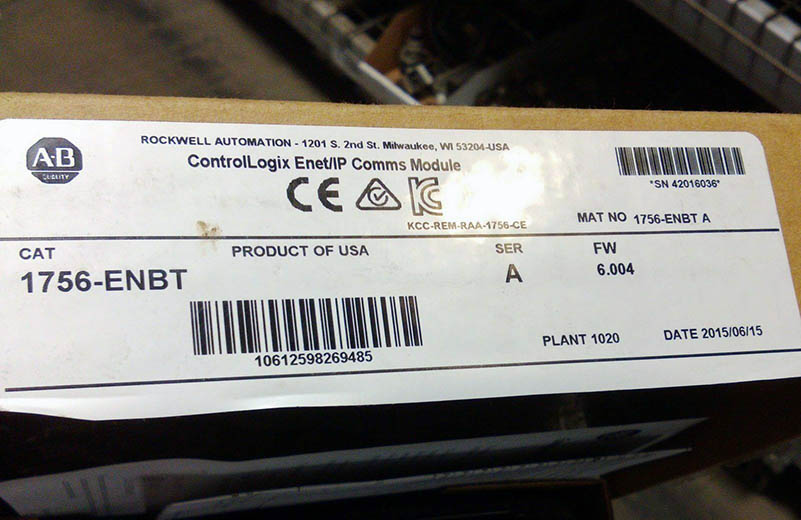 A-B
QUALITY
ROCKWELL AUTOMATION - 1201 S. 2nd St. Milwaukee, WI 53204-USA
ControlLogix Enet/IP Comms Module
CE
KC
KCC-REM-RAA-1756-CE
*SN 42016036*
MAT NO 1756-ENBT A
CAT
1756-ENBT
PRODUCT OF USA
SER
A
FW
6.004
10612598269485
PLANT 1020
DATE 2015/06/15